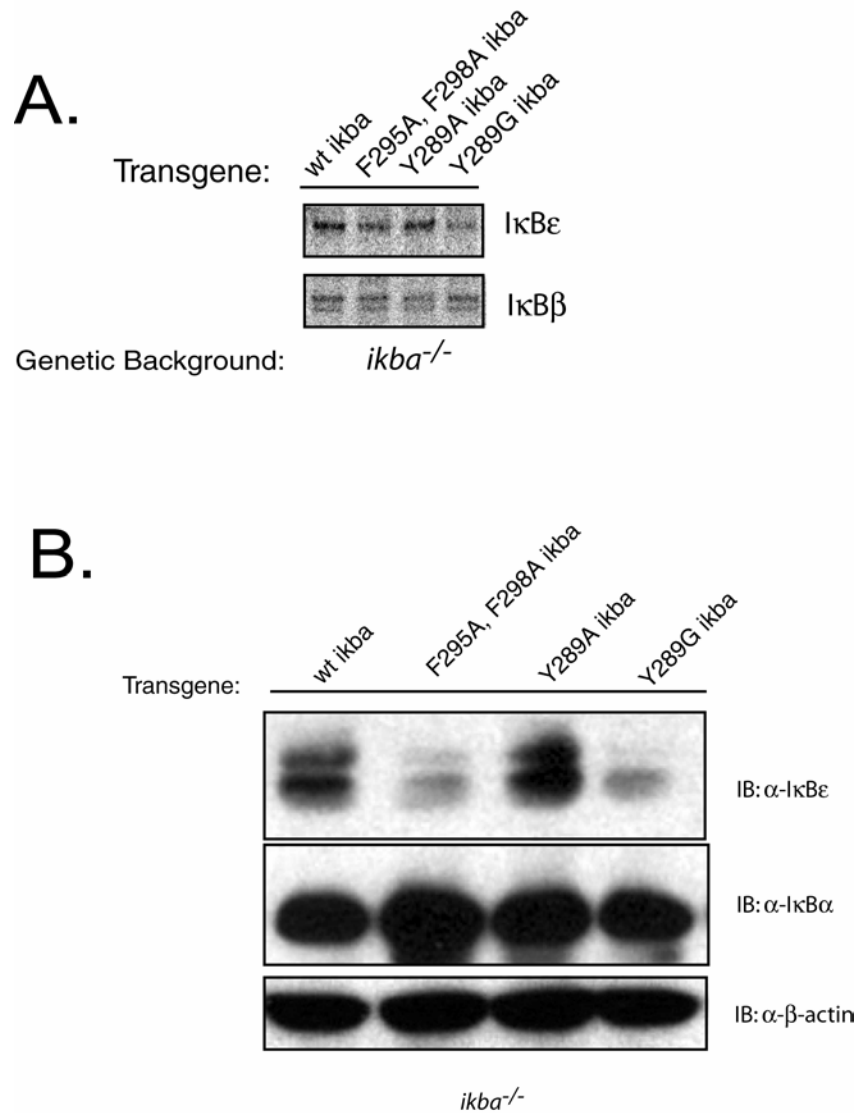 A.
Transgene:
wt ikba
F295A, F298A ikba
Y289A ikba
Y289G ikba
IκBε
IκBβ
Genetic Background:
ikba-/-
B.
Transgene:
wt ikba
F295A, F298A ikba
Y289A ikba
Y289G ikba
IB: α-IκBε
IB: α-IκBα
IB: α-β-actin
ikba-/-